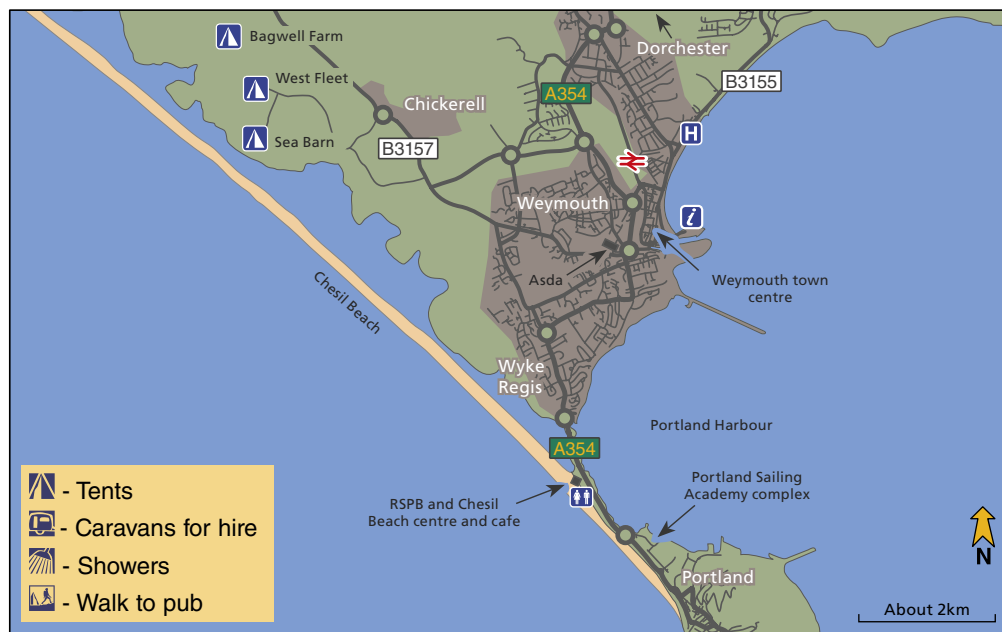 Dorchester
Bagwell Farm
West Fleet
B3155
A354
Chickerell
H
Sea Barn
B3157
Weymouth
i
Asda
Weymouth town
centre
Chesil Beach
Wyke
Regis
Portland Harbour
A354
Portland Sailing
Academy complex
RSPB and Chesil
Beach centre and cafe
- Tents
- Caravans for hire
- Showers
- Walk to pub
N
Portland
About 2km